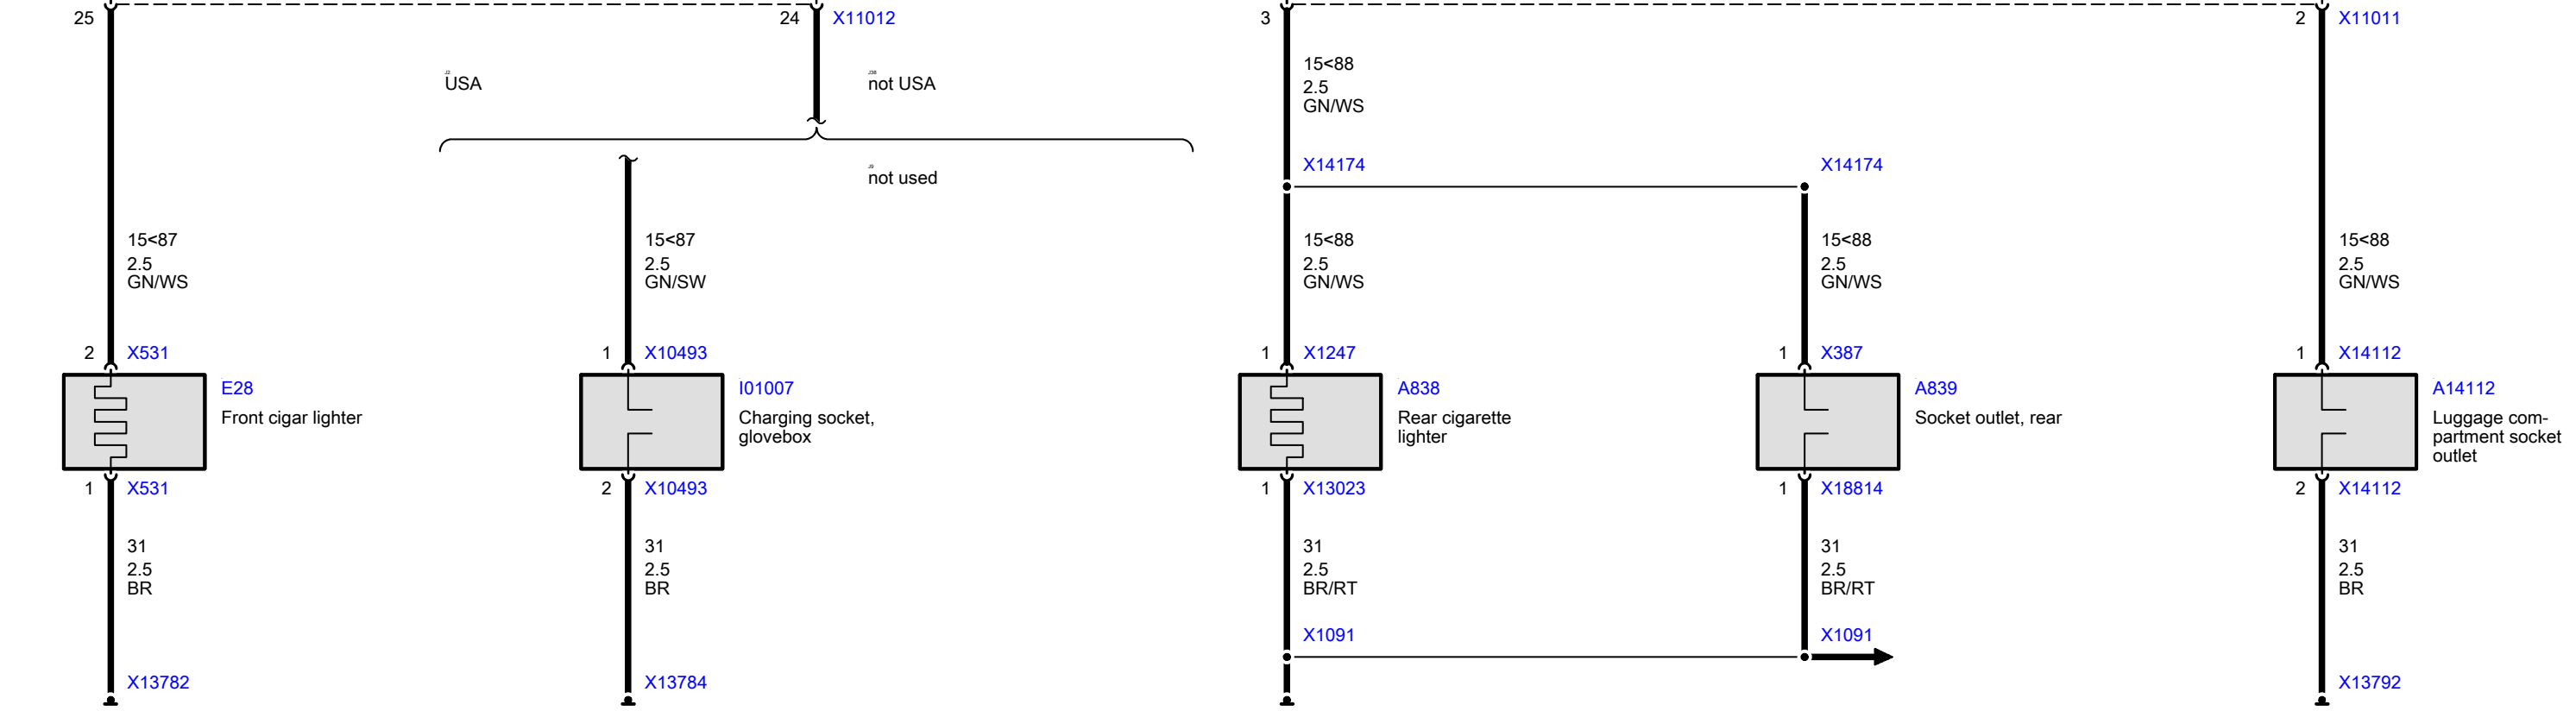 25
24 X11012
3
2 X11011
J2
USA
J38
not USA
15<88
2.5
GN/WS
not used
X14174
X14174
15<87
2.5
GN/WS
15<87
2.5
GN/SW
15<88
2.5
GN/WS
15<88
2.5
GN/WS
15<88
2.5
GN/WS
2 X531
1 X10493
1 X1247
1 X387
1 X14112
E28
Front cigar lighter
I01007
Charging socket,
glovebox
A838
Rear cigarette
lighter
A839
Socket outlet, rear
A14112
Luggage com-
partment socket
outlet
1 X531
2 X10493
1 X13023
1 X18814
2 X14112
31
2.5
BR
31
2.5
BR
31
2.5
BR/RT
31
2.5
BR/RT
31
2.5
BR
X1091
X1091
X13782
X13784
X13792